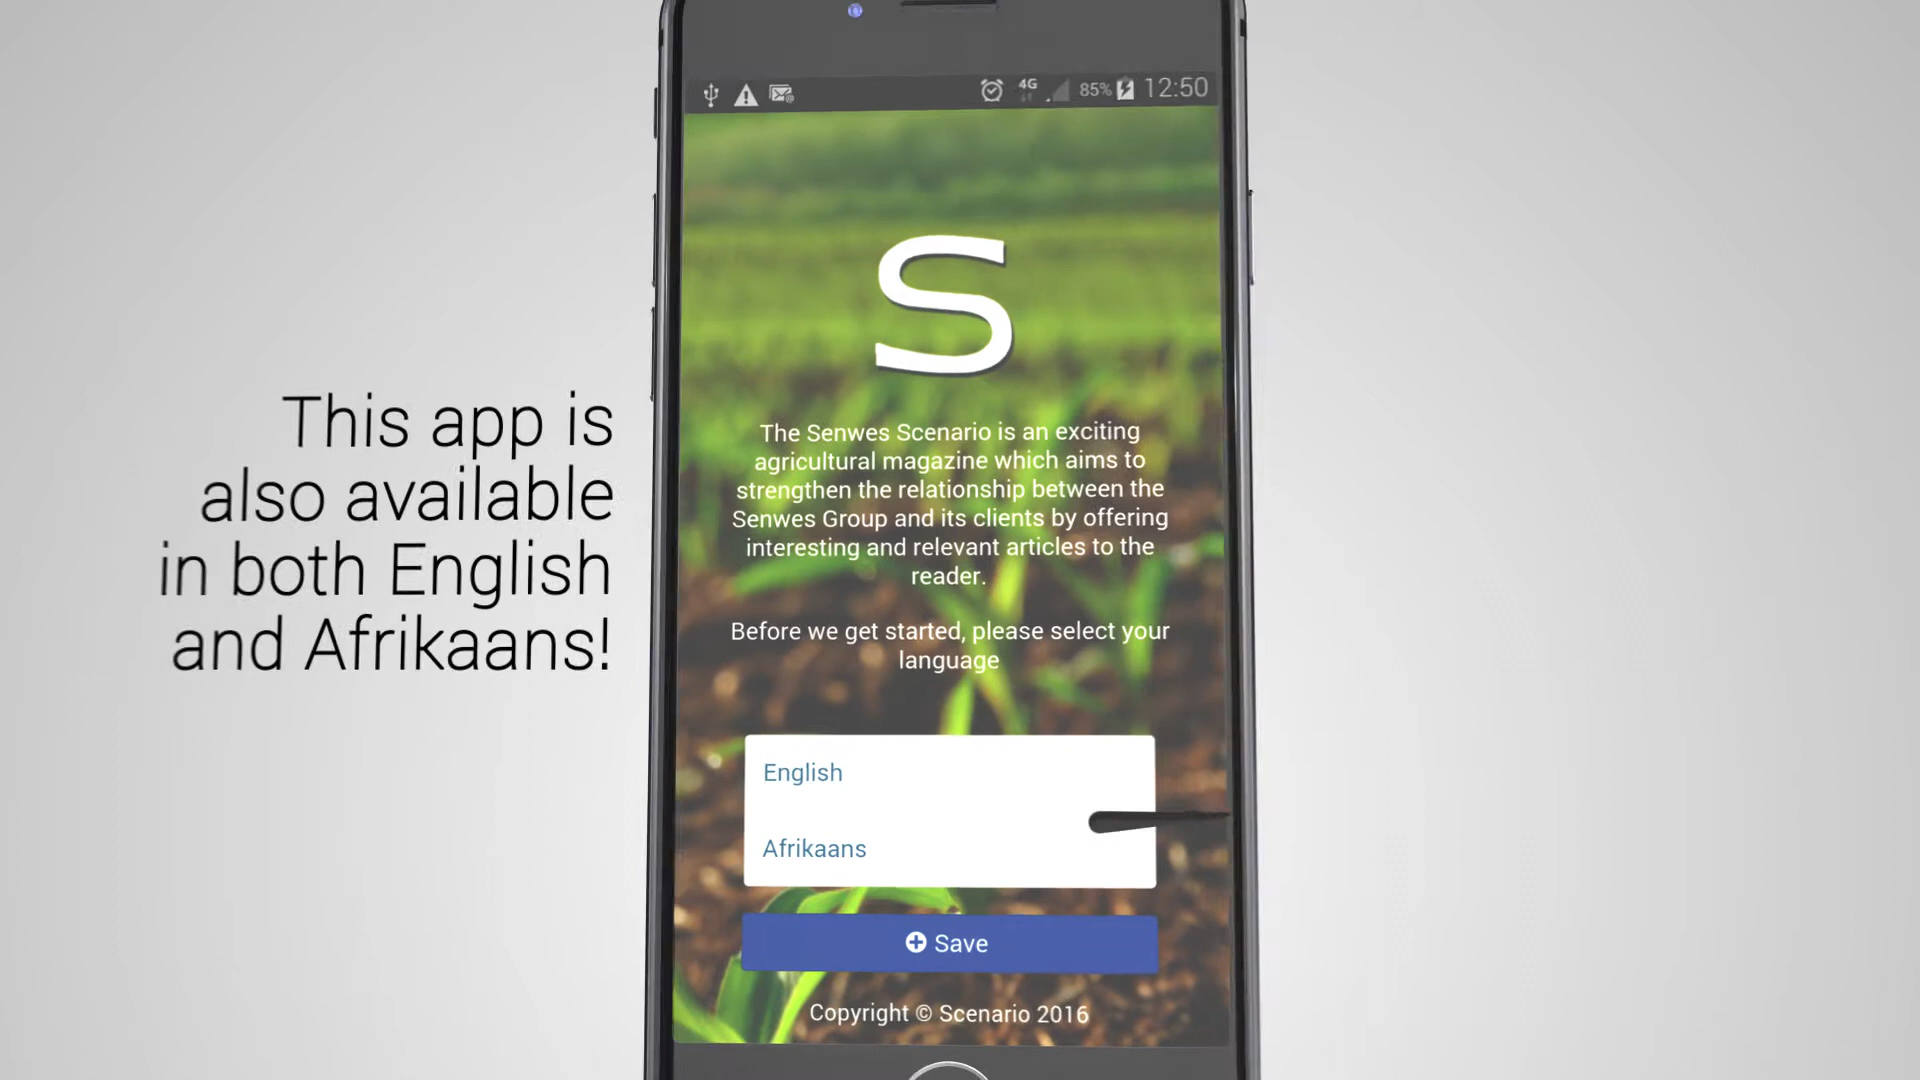 This app is
also available
in both English
and Afrikaans!
4G
85%
12:50
S
The Senwes Scenario is an exciting
agricultural magazine which aims to
strengthen the relationship between the
Senwes Group and its clients by offering
interesting and relevant articles to the
reader.
Before we get started, please select your
language
English
Afrikaans
Save
Copyright © Scenario 2016